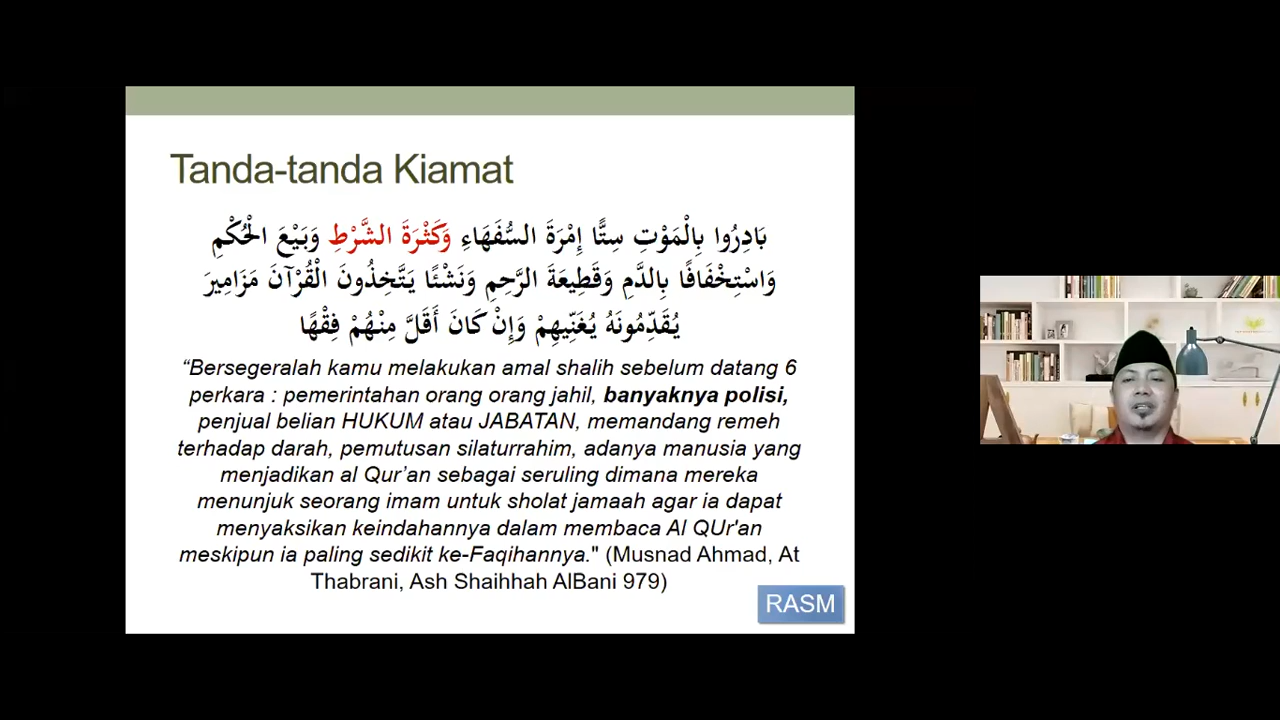 Tanda-tanda Kiamat
بَادِرُوا بِالْمَوْتِ سِتًّا إِمْرَةَ السُّفَهَاءِ وَكَثْرَةَ الشَّرْطِ وَبَيْعَ الْحُكْمِ
وَاسْتِخْفَافًا بِالدَّمِ وَقَطِيعَةَ الرَّحِمِ وَنَشْئًا يَتَّخِذُونَ الْقُرْآنَ مَزَامِيرَ
يُقَدِّمُونَهُ يُغَنِّيهِمْ وَإِنْ كَانَ أَقَلَّ مِنْهُمْ فِقْهًا
“Bersegeralah kamu melakukan amal shalih sebelum datang 6
perkara : pemerintahan orang orang jahil, banyaknya polisi,
penjual belian HUKUM atau JABATAN, memandang remeh
terhadap darah, pemutusan silaturrahim, adanya manusia yang
menjadikan al Qur’an sebagai seruling dimana mereka
menunjuk seorang imam untuk sholat jamaah agar ia dapat
menyaksikan keindahannya dalam membaca Al QUr'an
meskipun ia paling sedikit ke-Faqihannya." (Musnad Ahmad, At
Thabrani, Ash Shaihhah AlBani 979)
RASM